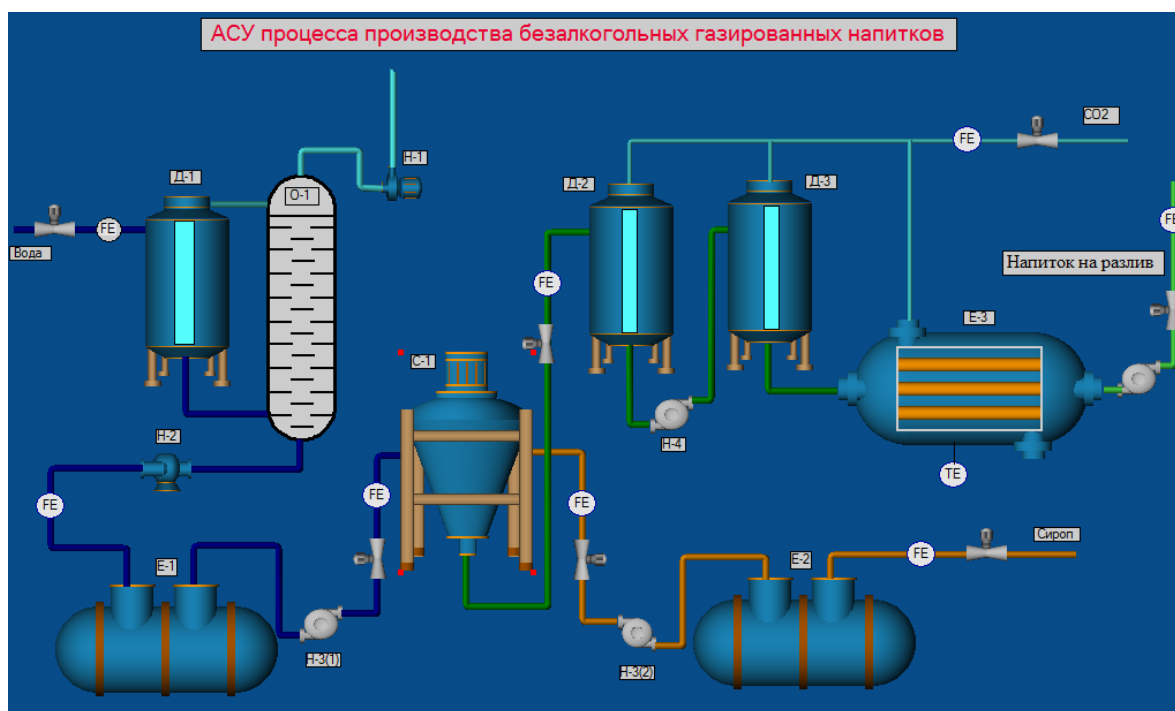 АСУ процесса производства безалкогольных газированных напитков
CO2
FE
Н-1
Д-1
Д-2
Д-3
О-1
FE
FE
Вода
Напиток на разлив
FE
Е-3
С-1
Н-2
Н-4
TE
FE
FE
FE
Сироп
FE
Е-1
Е-2
Н-3(1)
Н-3(2)